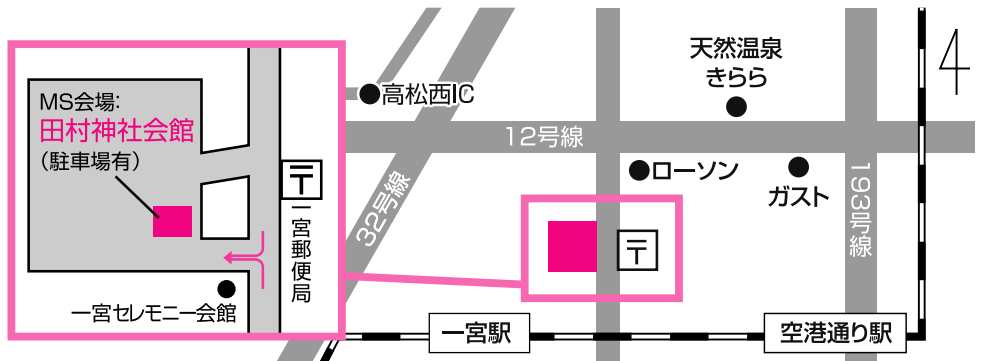 MS会場:
田村神社会館
（駐車場有）
〒
一宮郵便局
一宮セレモニー会館
高松西IC
32号線
12号線
天然温泉
きらら
ローソン
ガスト
193号線
〒
一宮駅
空港通り駅
4